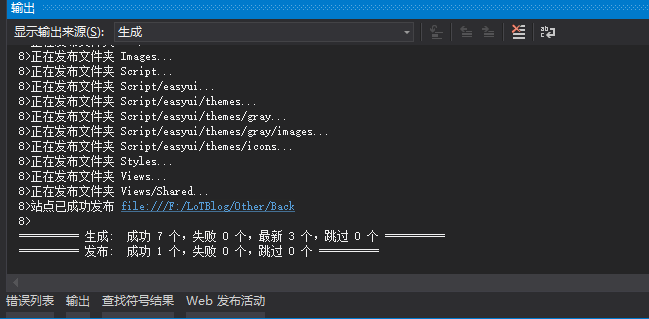 输出
显示输出来源(S): 生成
8>正在发布文件夹 Images...
8>正在发布文件夹 Script...
8>正在发布文件夹 Script/easyui...
8>正在发布文件夹 Script/easyui/themes...
8>正在发布文件夹 Script/easyui/themes/gray...
8>正在发布文件夹 Script/easyui/themes/gray/images...
8>正在发布文件夹 Script/easyui/themes/icons...
8>正在发布文件夹 Styles...
8>正在发布文件夹 Views...
8>正在发布文件夹 Views/Shared...
8>站点已成功发布 file:///F:/LoTBlog/Other/Back
8>
========== 生成: 成功 7 个，失败 0 个，最新 3 个，跳过 0 个 ==========
========== 发布: 成功 1 个，失败 0 个，跳过 0 个 ==========
错误列表 输出 查找符号结果 Web 发布活动